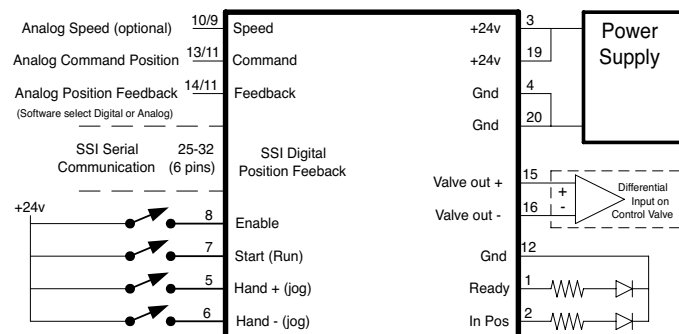 Analog Speed (optional) 10/9 Speed
Analog Command Position 13/11 Command
Analog Position Feedback 14/11 Feedback
(Software select Digital or Analog)
SSI Serial Communication
25-32 (6 pins)
SSI Digital
Position Feeback
+24v
8 Enable
7 Start (Run)
5 Hand + (jog)
6 Hand - (jog)
+24v 3
+24v 19
Gnd 4
Gnd 20
Power
Supply
Valve out + 15
Valve out - 16
+
-
Differential
Input on
Control Valve
Gnd 12
Ready 1
In Pos 2